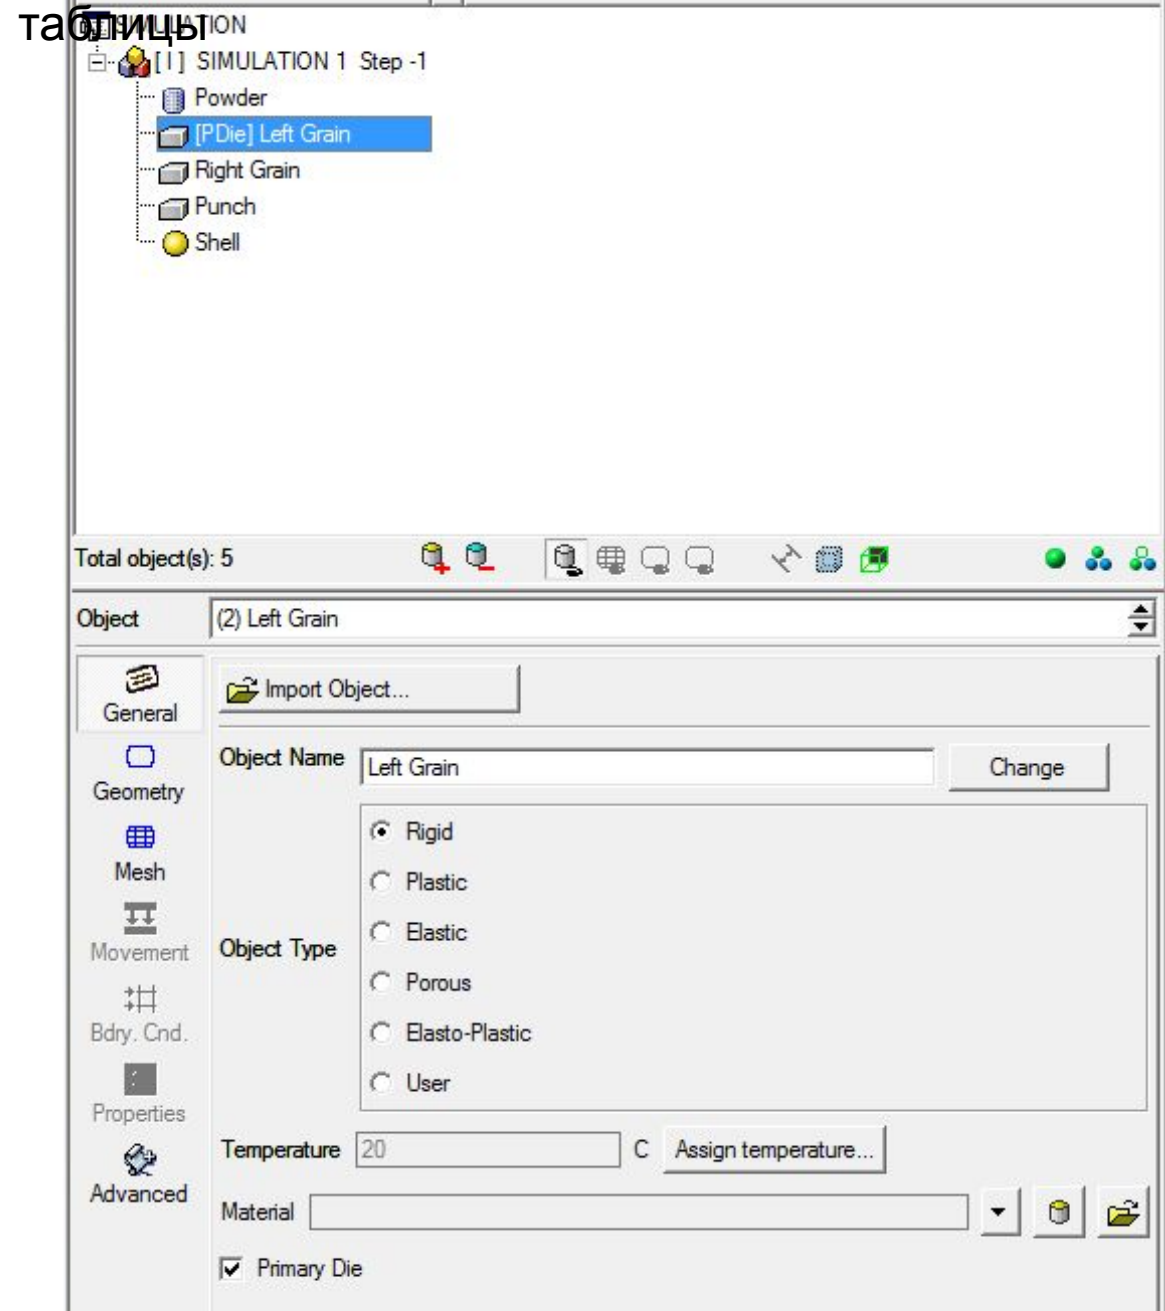 таблицы
SIMULATION
[ I ] SIMULATION 1 Step -1
Powder
[PDie] Left Grain
Right Grain
Punch
Shell
Total object(s): 5
Object (2) Left Grain
General
Import Object...
Object Name Left Grain Change
Geometry
Mesh
Movement
Bdry. Cnd.
Properties
Advanced
Object Type
Rigid
Plastic
Elastic
Porous
Elasto-Plastic
User
Temperature 20 C Assign temperature...
Material
Primary Die